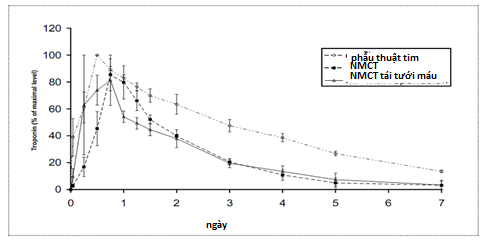 120
100
80
60
40
20
0
Troponin (% of maximal level)
0 1 2 3 4 5 6 7
ngày
phẫu thuật tim
NMCT
NMCT tái tưới máu